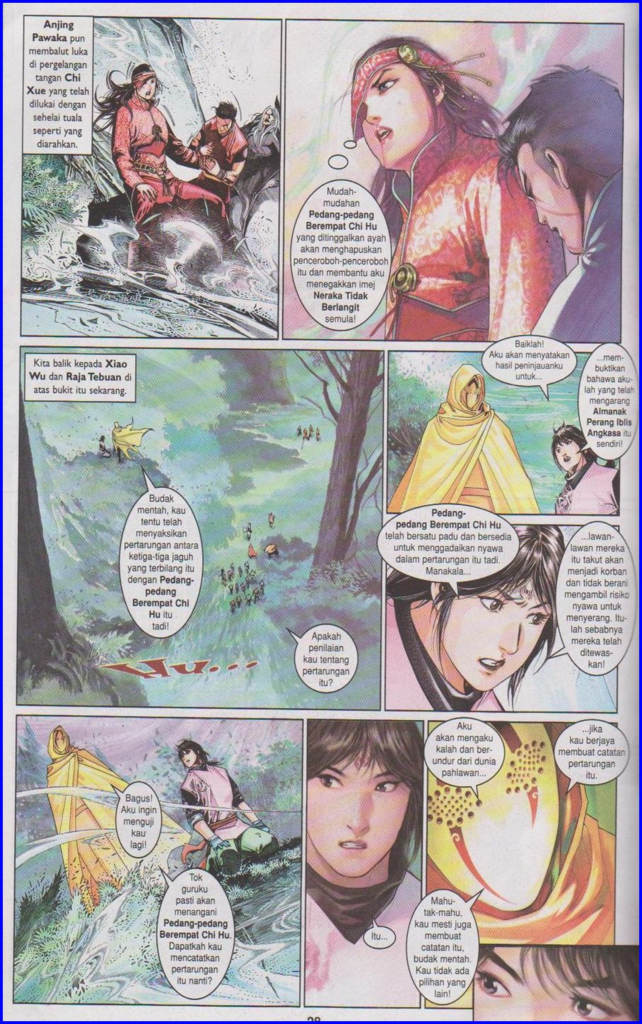 Anjing
Pawaka pun
membalut luka
di pergelangan
tangan Chi
Xue yang telah
dilukai dengan
sehelai tuala
seperti yang
diarahkan.
Mudah-
mudahan
Pedang-pedang
Berempat Chi Hu
yang ditinggalkan ayah
akan menghapuskan
penceroboh-penceroboh
itu dan membantu aku
menegakkan imej
Neraka Tidak
Berlangit
semula!
Kita balik kepada Xiao
Wu dan Raja Tebuan di
atas bukit itu sekarang.
Budak
mentah, kau
tentu telah
menyaksikan
pertarungan antara
ketiga-tiga jaguh
yang terbilang itu
dengan Pedang-
pedang
Berempat Chi
Hu itu
tadi!
Hu...
Apakah
penilaian
kau tentang
pertarungan
itu?
Baiklah!
Aku akan menyatakan
hasil peninjauanku
untuk...
...mem-
buktikan
bahawa aku-
lah yang telah
mengarang
Almanak
Perang Iblis
Angkasa itu
sendiri!
Pedang-
pedang Berempat Chi Hu
telah bersatu padu dan bersedia
untuk menggadaikan nyawa
dalam pertarungan itu tadi.
Manakala...
...lawan-
lawan mereka
itu takut akan
menjadi korban
dan tidak berani
mengambil risiko
nyawa untuk
menyerang. Itu-
lah sebabnya
mereka telah
ditewas-
kan!
Bagus!
Aku ingin
menguji
kau
lagi!
Tok
guruku
pasti akan
menangani
Pedang-pedang
Berempat Chi Hu.
Dapatkah kau
mencatatkan
pertarungan
itu nanti?
Itu...
Aku
akan mengaku
kalah dan ber-
undur dari dunia
pahlawan...
...jika
kau berjaya
membuat catatan
pertarungan
itu.
Mahu-
tak-mahu,
kau mesti juga
membuat
catatan itu,
budak mentah.
Kau tidak ada
pilihan yang
lain!
28